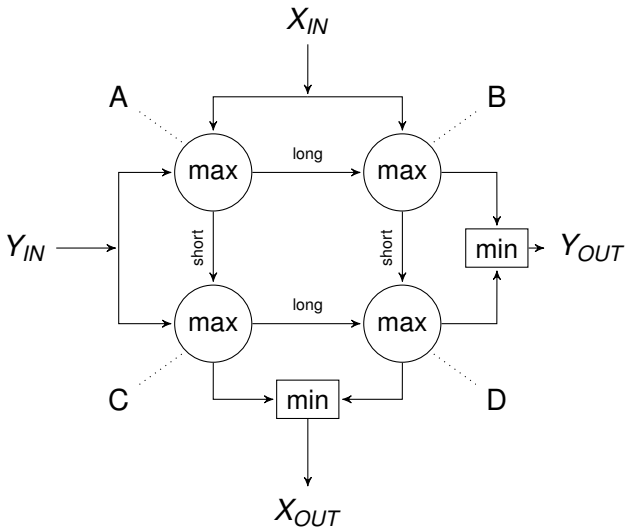 X_IN
A
B
max
long
max
Y_IN
short
short
min
Y_OUT
max
long
max
C
min
D
X_OUT